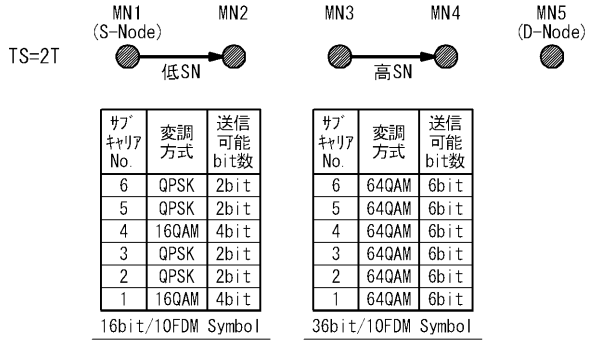 MN1 MN2 MN3 MN4 MN5
(S-Node) (D-Node)
TS=2T
低SN 高SN
サブキャリアNo. 変調方式 送信可能bit数
6 QPSK 2bit
5 QPSK 2bit
4 16QAM 4bit
3 QPSK 2bit
2 QPSK 2bit
1 16QAM 4bit
16bit/1OFDM Symbol
サブキャリアNo. 変調方式 送信可能bit数
6 64QAM 6bit
5 64QAM 6bit
4 64QAM 6bit
3 64QAM 6bit
2 64QAM 6bit
1 64QAM 6bit
36bit/1OFDM Symbol